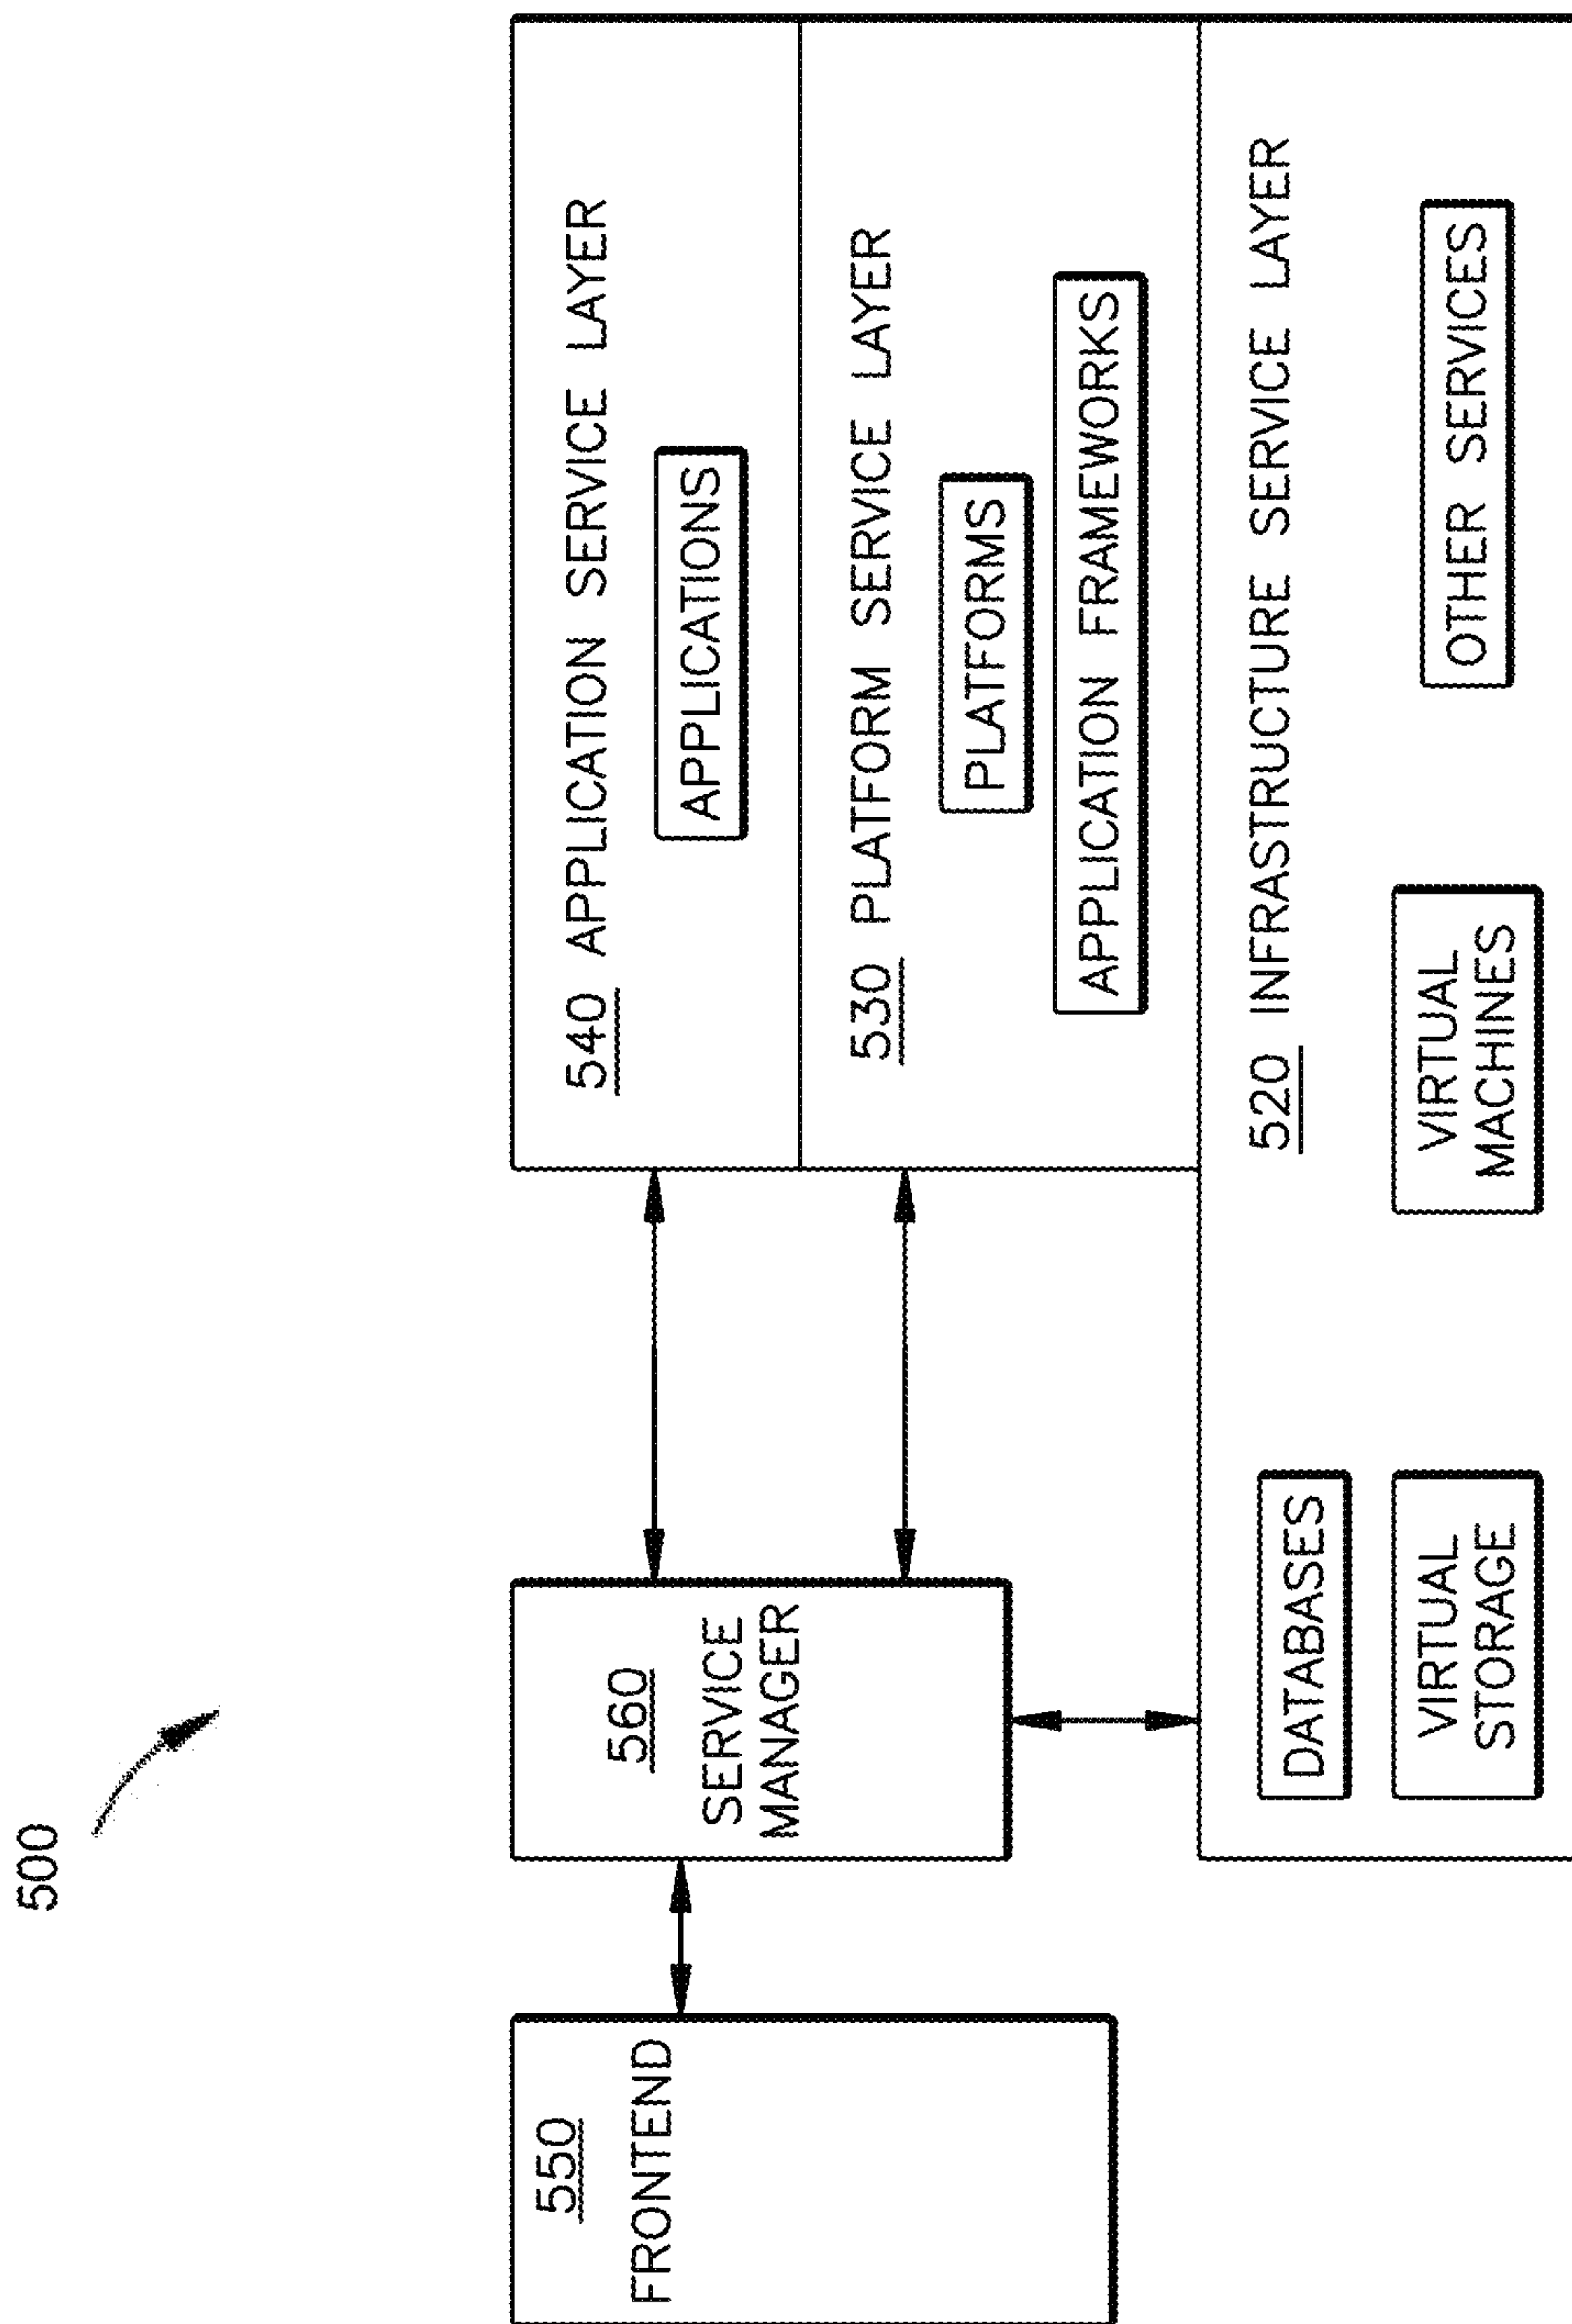 500
550
FRONTEND
560
SERVICE
MANAGER
540 APPLICATION SERVICE LAYER
APPLICATIONS
530 PLATFORM SERVICE LAYER
PLATFORMS
APPLICATION FRAMEWORKS
520 INFRASTRUCTURE SERVICE LAYER
DATABASES
VIRTUAL
STORAGE
VIRTUAL
MACHINES
OTHER SERVICES